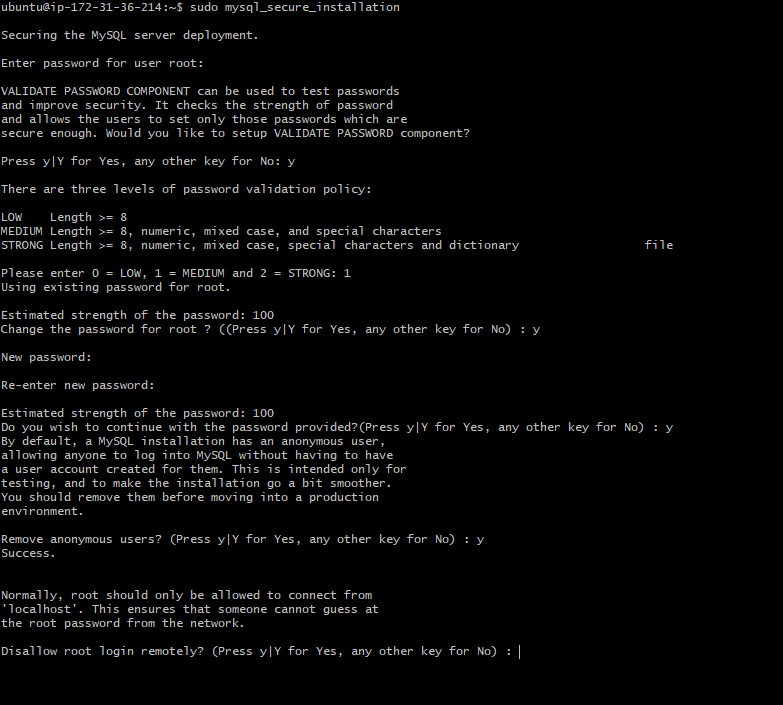 ubuntu@ip-172-31-36-214:~$ sudo mysql_secure_installation
Securing the MySQL server deployment.
Enter password for user root:
VALIDATE PASSWORD COMPONENT can be used to test passwords
and improve security. It checks the strength of password
and allows the users to set only those passwords which are
secure enough. Would you like to setup VALIDATE PASSWORD component?
Press y|Y for Yes, any other key for No: y
There are three levels of password validation policy:
LOW    Length >= 8
MEDIUM Length >= 8, numeric, mixed case, and special characters
STRONG Length >= 8, numeric, mixed case, special characters and dictionary                  file
Please enter 0 = LOW, 1 = MEDIUM and 2 = STRONG: 1
Using existing password for root.
Estimated strength of the password: 100
Change the password for root ? ((Press y|Y for Yes, any other key for No) : y
New password:
Re-enter new password:
Estimated strength of the password: 100
Do you wish to continue with the password provided?(Press y|Y for Yes, any other key for No) : y
By default, a MySQL installation has an anonymous user,
allowing anyone to log into MySQL without having to have
a user account created for them. This is intended only for
testing, and to make the installation go a bit smoother.
You should remove them before moving into a production
environment.
Remove anonymous users? (Press y|Y for Yes, any other key for No) : y
Success.
Normally, root should only be allowed to connect from
'localhost'. This ensures that someone cannot guess at
the root password from the network.
Disallow root login remotely? (Press y|Y for Yes, any other key for No) :